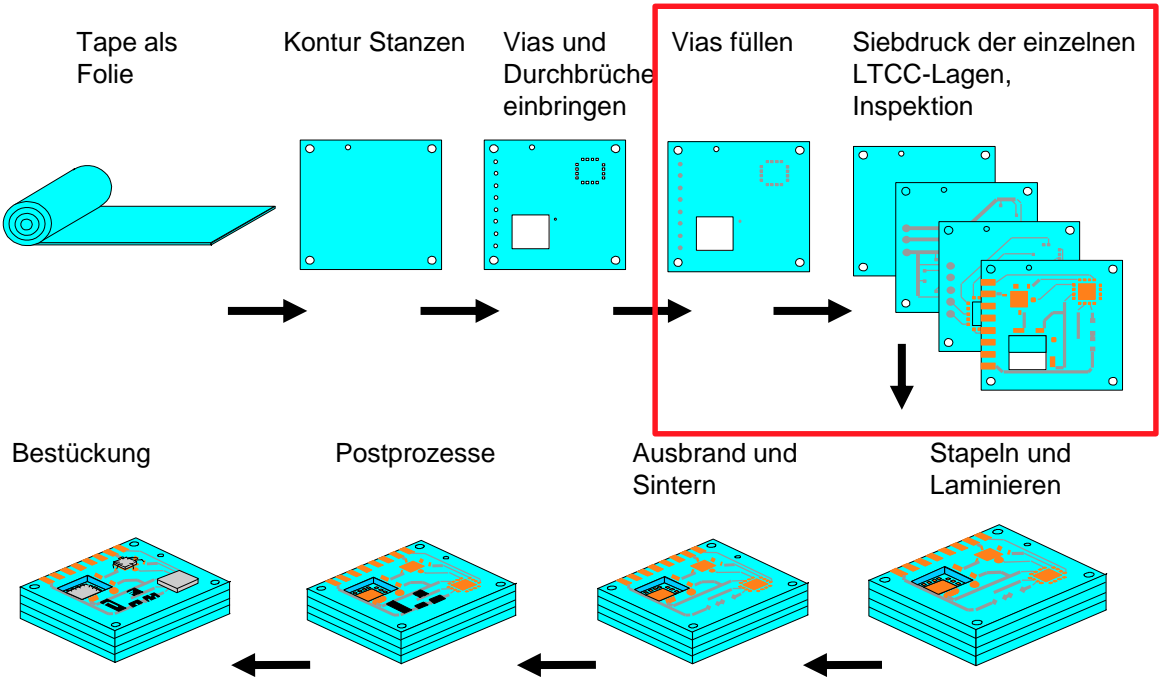 Tape als
Folie
Kontur Stanzen
Vias und
Durchbrüche
einbringen
Vias füllen
Siebdruck der einzelnen
LTCC-Lagen,
Inspektion
Bestückung
Postprozesse
Ausbrand und
Sintern
Stapeln und
Laminieren